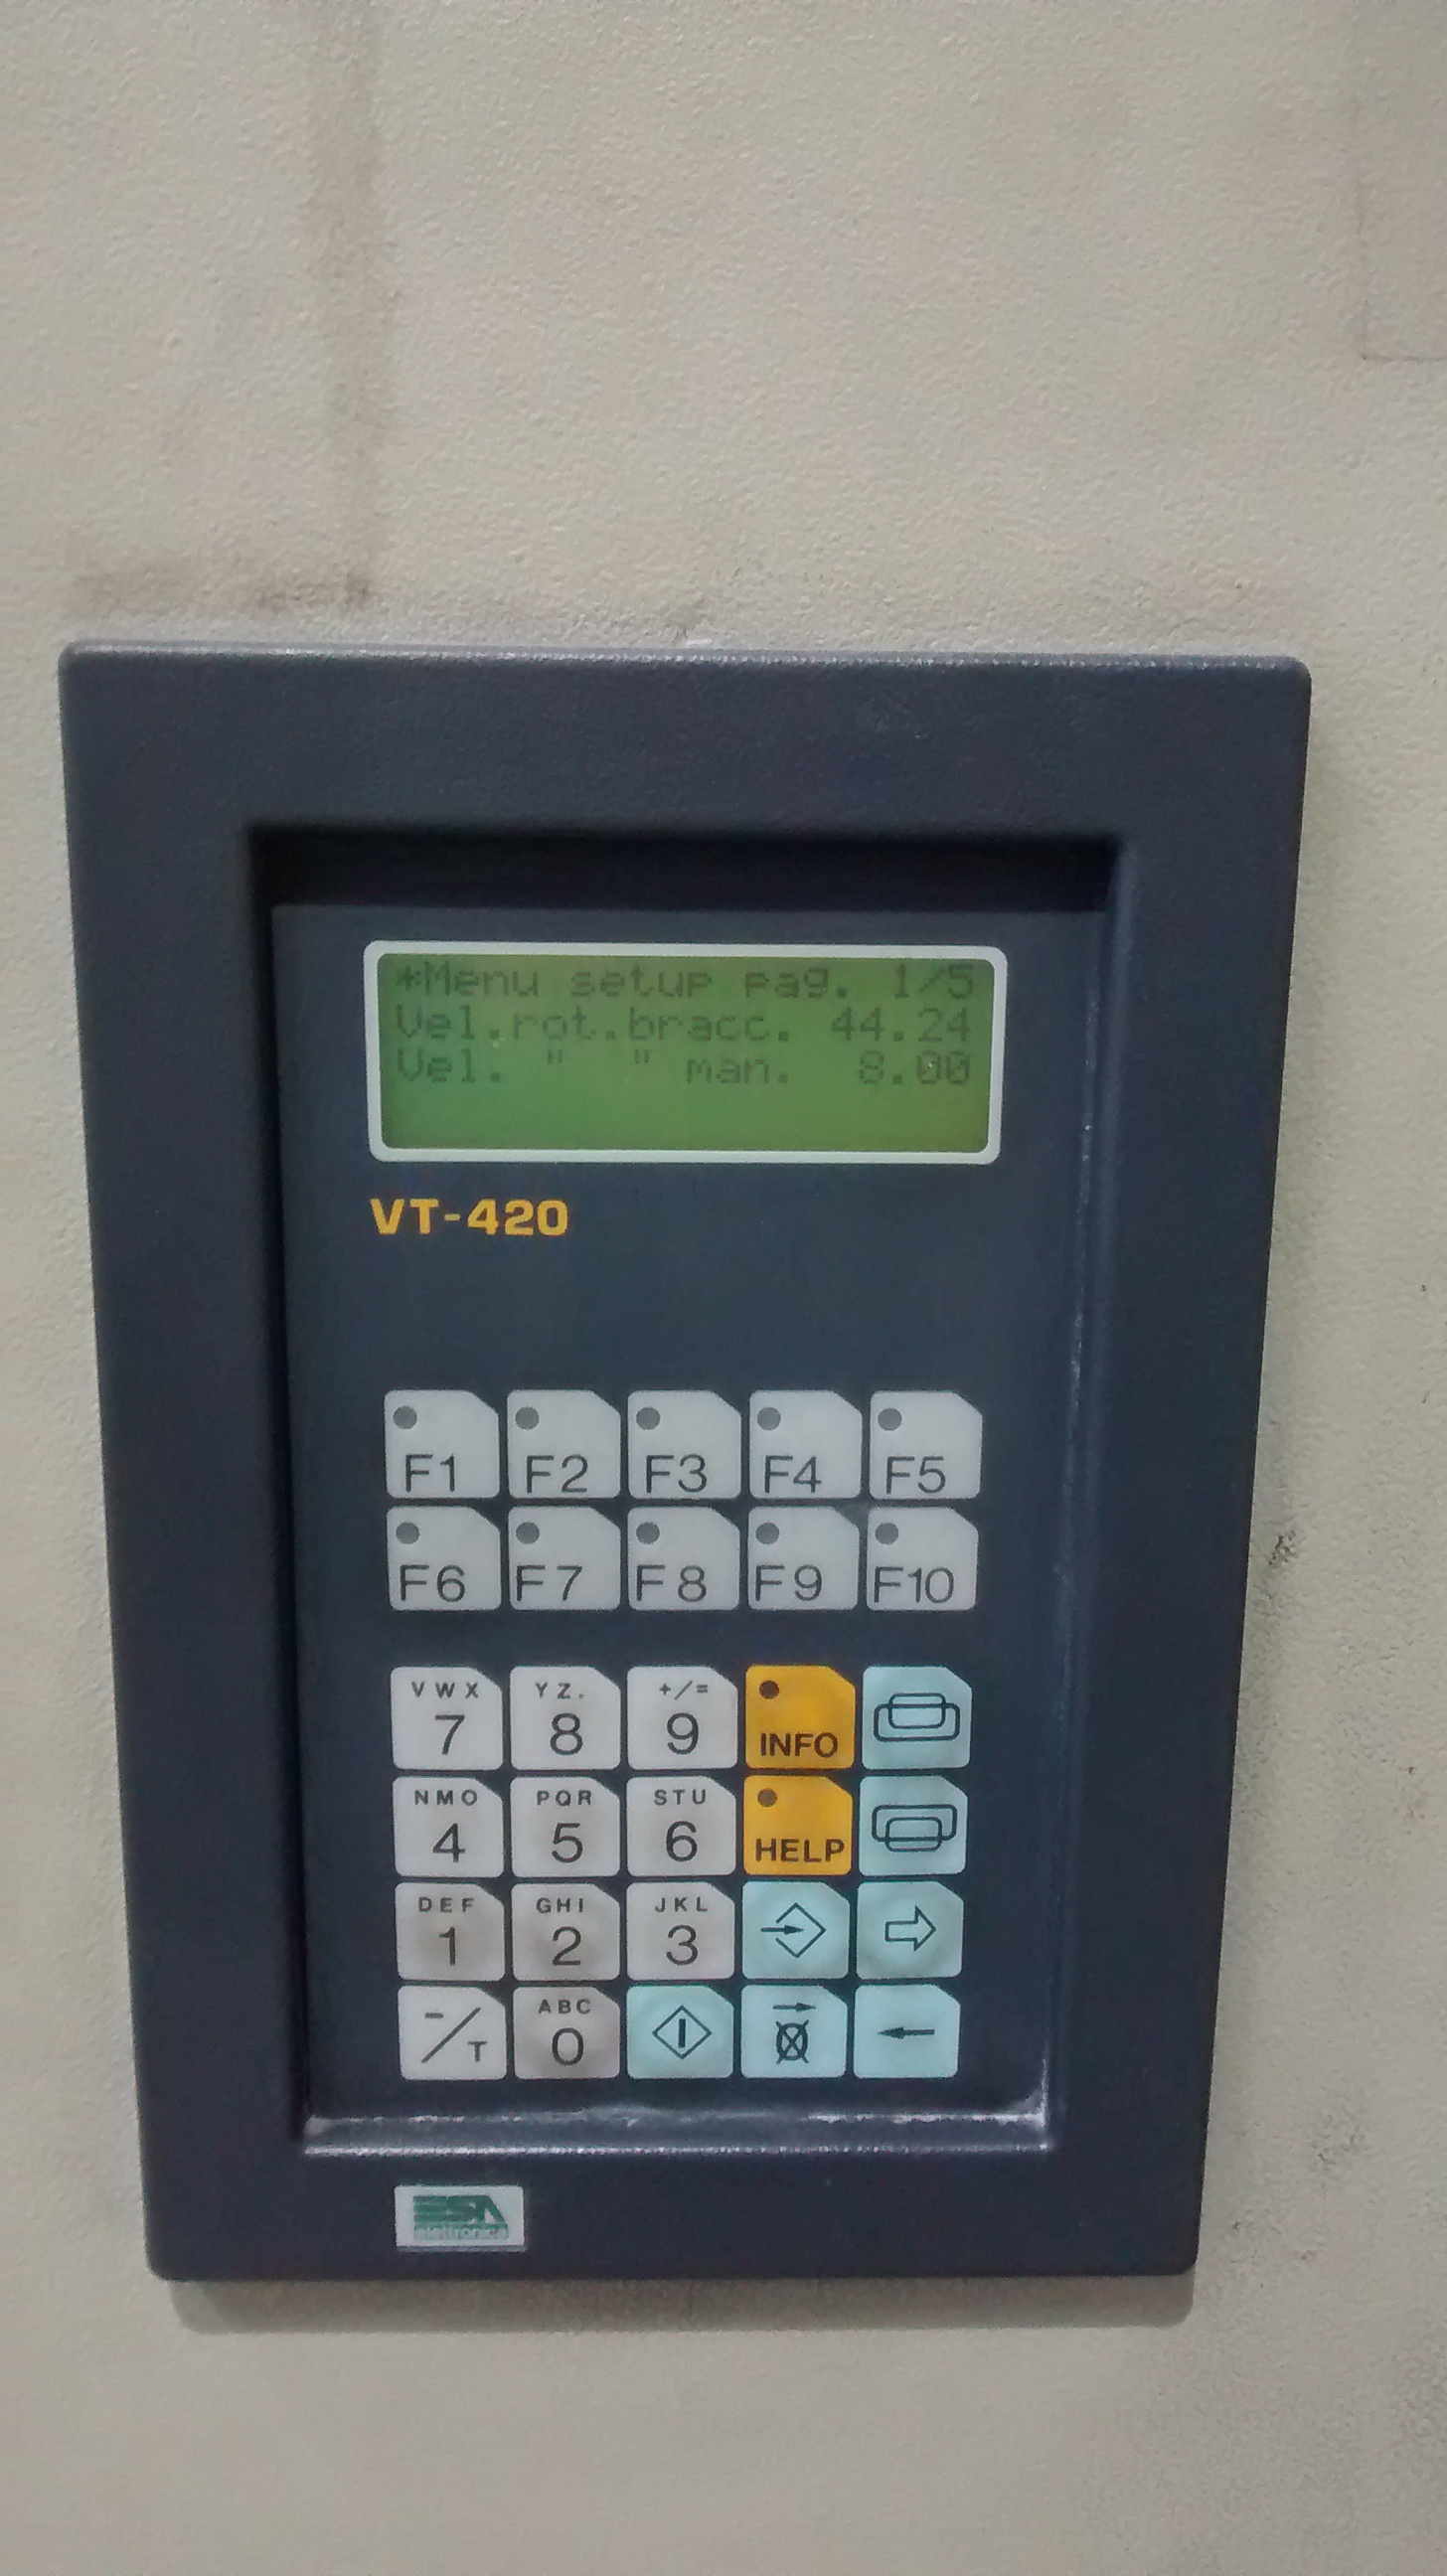 *Menu setup pag. 1/5
Vel.rot.bracc. 44.24
Vel. " " man. 8.00
VT-420
F1 F2 F3 F4 F5
F6 F7 F8 F9 F10
VWX YZ. +/=
7 8 9 INFO
NMO PQR STU
4 5 6 HELP
DEF GHI JKL
1 2 3
ABC
-/T 0
ESA
elettronica